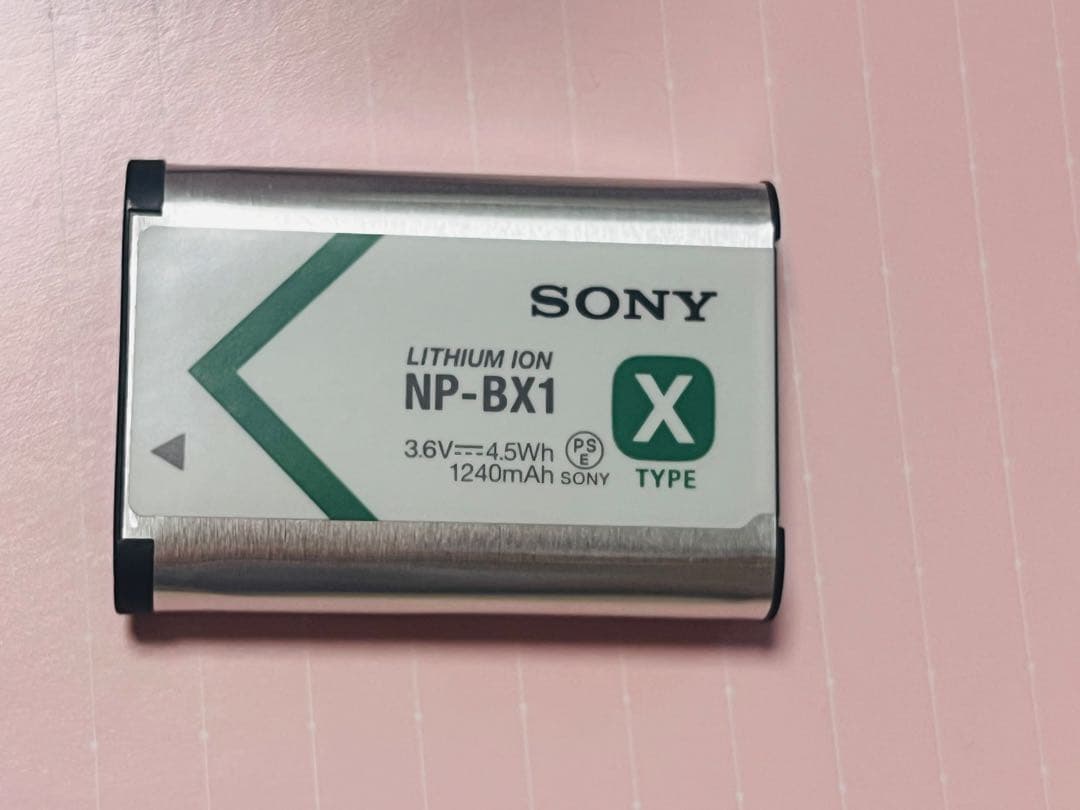 SONY
LITHIUM ION
NP-BX1
X
TYPE
3.6V⎓4.5Wh
1240mAh
PS
E
SONY